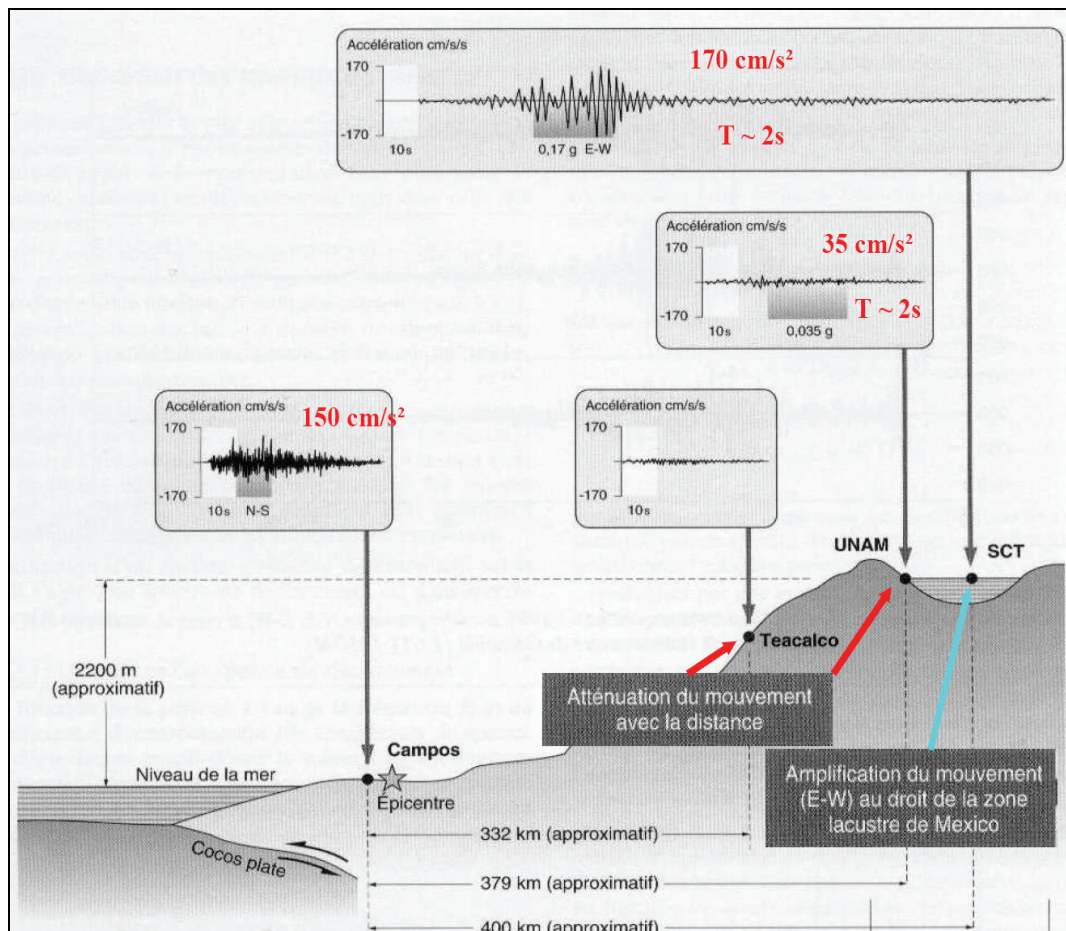 Accélération cm/s/s
170
-170
10s
0,17 g E-W
170 cm/s²
T ~ 2s
Accélération cm/s/s
170
-170
10s
0,035 g
35 cm/s²
T ~ 2s
Accélération cm/s/s
170
-170
10s
N-S
150 cm/s²
Accélération cm/s/s
170
-170
10s
UNAM
SCT
Teacalco
2200 m
(approximatif)
Atténuation du mouvement
avec la distance
Campos
Niveau de la mer
Épicentre
Amplification du mouvement
(E-W) au droit de la zone
lacustre de Mexico
332 km (approximatif)
Cocos plate
379 km (approximatif)
400 km (approximatif)